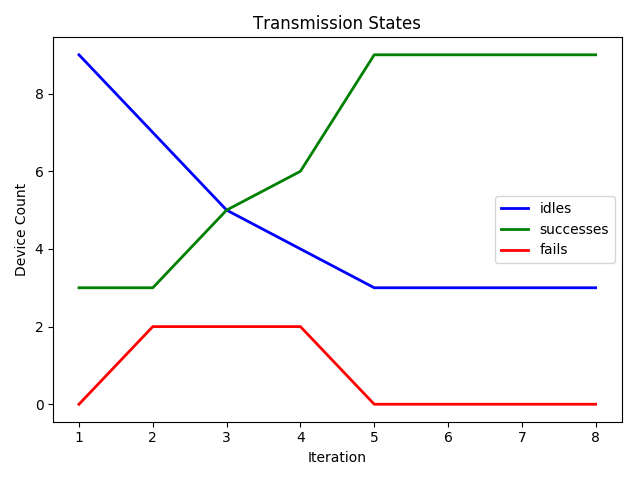 Transmission States
Device Count
8
6
4
2
0
idles
successes
fails
1 2 3 4 5 6 7 8
Iteration